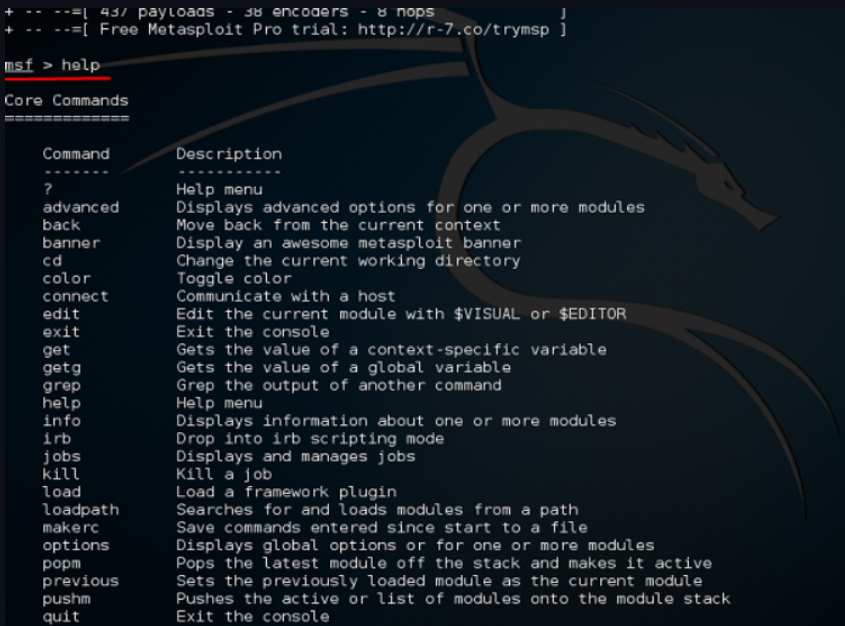 + -- --=[ 437 payloads - 38 encoders - 8 nops ]
+ -- --=[ Free Metasploit Pro trial: http://r-7.co/trymsp ]
msf > help
Core Commands
=============
Command Description
------- -----------
? Help menu
advanced Displays advanced options for one or more modules
back Move back from the current context
banner Display an awesome metasploit banner
cd Change the current working directory
color Toggle color
connect Communicate with a host
edit Edit the current module with $VISUAL or $EDITOR
exit Exit the console
get Gets the value of a context-specific variable
getg Gets the value of a global variable
grep Grep the output of another command
help Help menu
info Displays information about one or more modules
irb Drop into irb scripting mode
jobs Displays and manages jobs
kill Kill a job
load Load a framework plugin
loadpath Searches for and loads modules from a path
makerc Save commands entered since start to a file
options Displays global options or for one or more modules
popm Pops the latest module off the stack and makes it active
previous Sets the previously loaded module as the current module
pushm Pushes the active or list of modules onto the module stack
quit Exit the console